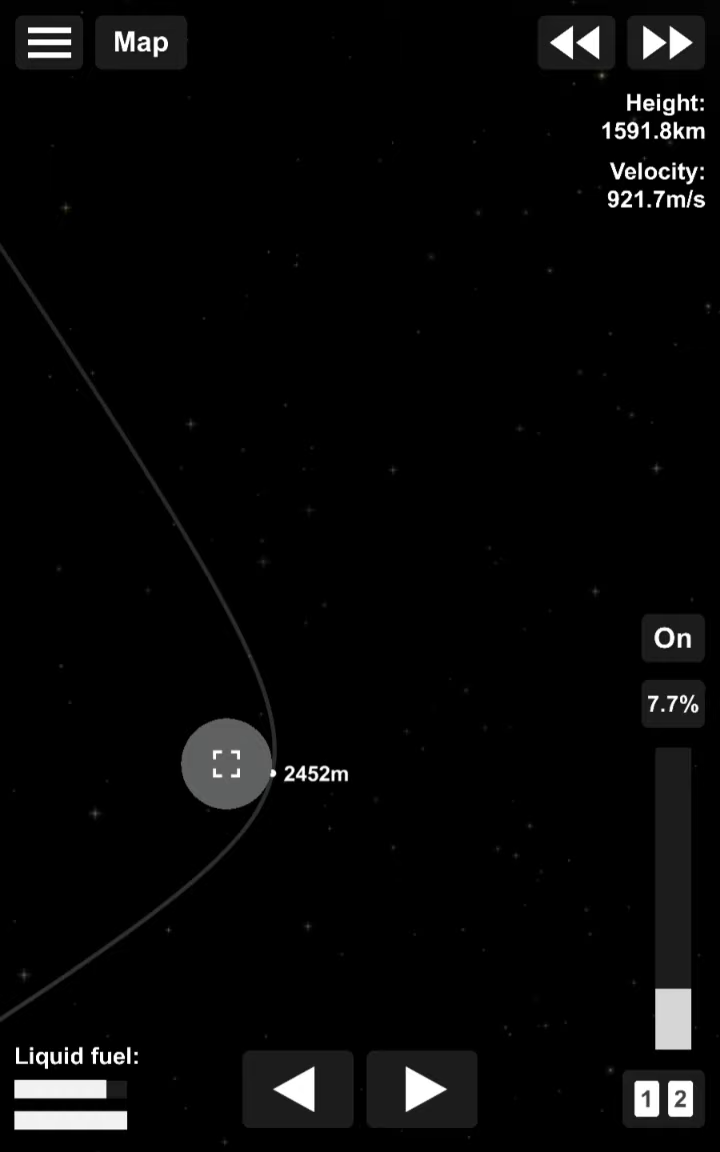 Map
Height:
1591.8km
Velocity:
921.7m/s
On
7.7%
2452m
Liquid fuel:
1 2